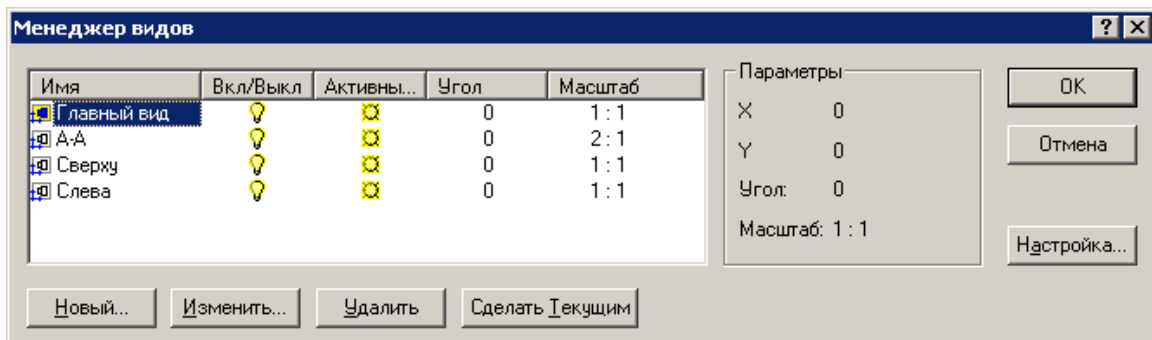 Менеджер видов
Имя Вкл/Выкл Активны... Угол Масштаб
Главный вид 0 1 : 1
А-А 0 2 : 1
Сверху 0 1 : 1
Слева 0 1 : 1
Параметры
X 0
Y 0
Угол: 0
Масштаб: 1 : 1
OK
Отмена
Настройка...
Новый... Изменить... Удалить Сделать Текущим